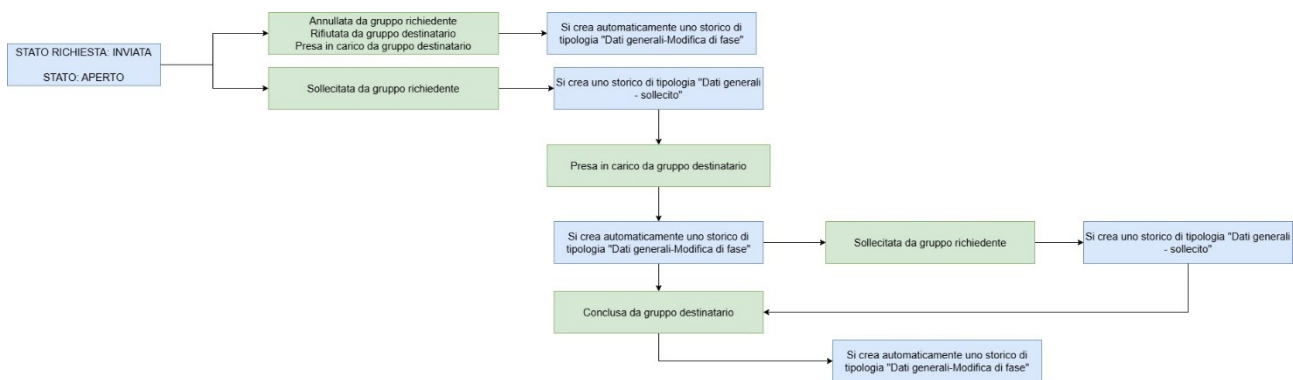 Annullata da gruppo richiedente
Rifiutata da gruppo destinatario
Presa in carico da gruppo destinatario
Si crea automaticamente uno storico di
tipologia "Dati generali-Modifica di fase"
STATO RICHIESTA: INVIATA
STATO: APERTO
Sollecitata da gruppo richiedente
Si crea uno storico di tipologia "Dati generali
- sollecito"
Presa in carico da gruppo destinatario
Si crea automaticamente uno storico di
tipologia "Dati generali-Modifica di fase"
Sollecitata da gruppo richiedente
Si crea uno storico di tipologia "Dati generali
- sollecito"
Conclusa da gruppo destinatario
Si crea automaticamente uno storico di
tipologia "Dati generali-Modifica di fase"